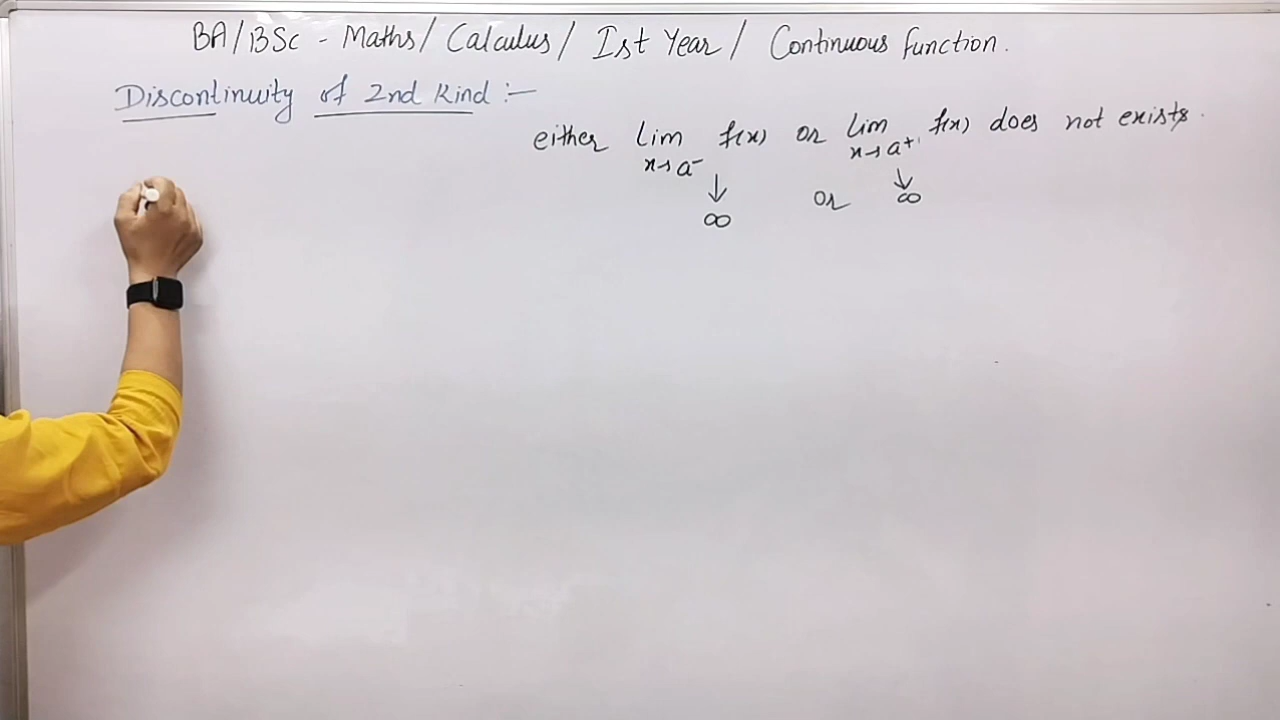 BA/BSc - Maths/ Calculus/ Ist Year/ Continuous function.
Discontinuity of 2nd Kind :-
either lim f(x) or lim f(x) does not exists.
x→a⁻ x→a⁺
↓ ↓
∞ or ∞